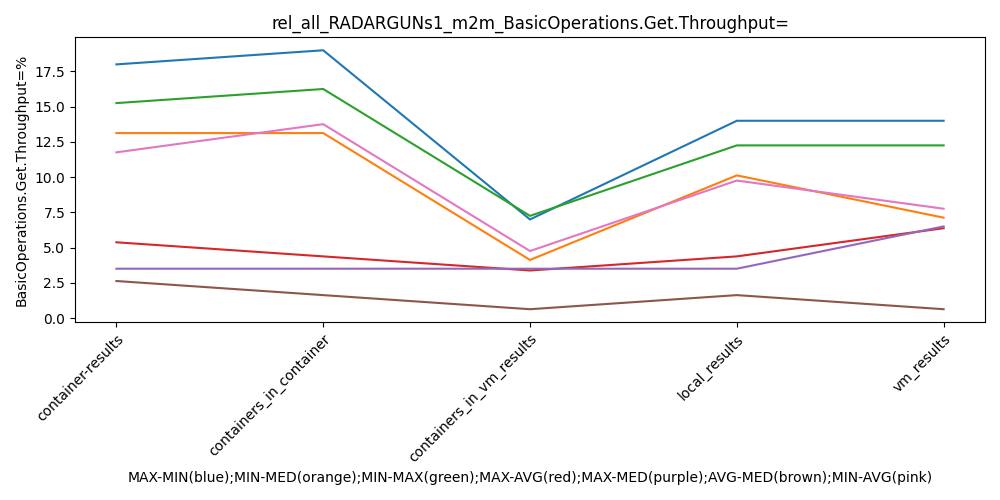 rel_all_RADARGUNs1_m2m_BasicOperations.Get.Throughput=
BasicOperations.Get.Throughput=%
17.5
15.0
12.5
10.0
7.5
5.0
2.5
0.0
container-results
containers_in_container
containers_in_vm_results
local_results
vm_results
MAX-MIN(blue);MIN-MED(orange);MIN-MAX(green);MAX-AVG(red);MAX-MED(purple);AVG-MED(brown);MIN-AVG(pink)